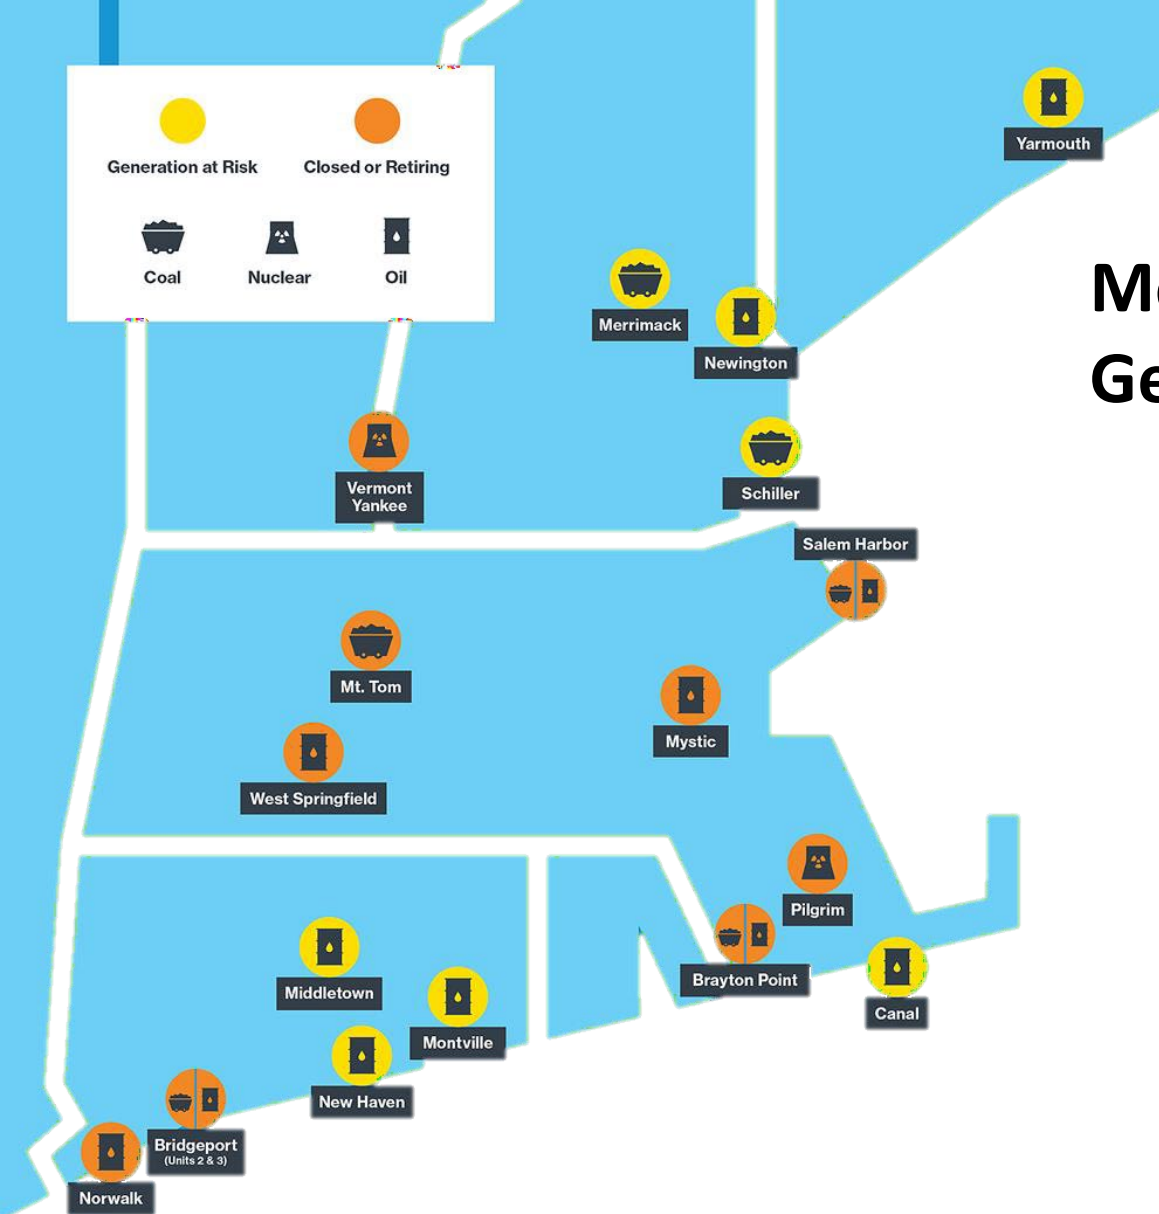 Generation at Risk
Closed or Retiring
Coal
Nuclear
Oil
Yarmouth
Merrimack
Newington
Vermont
Yankee
Schiller
Salem Harbor
Mt. Tom
Mystic
West Springfield
Pilgrim
Brayton Point
Canal
Middletown
Montville
New Haven
Bridgeport
(Units 2 & 3)
Norwalk